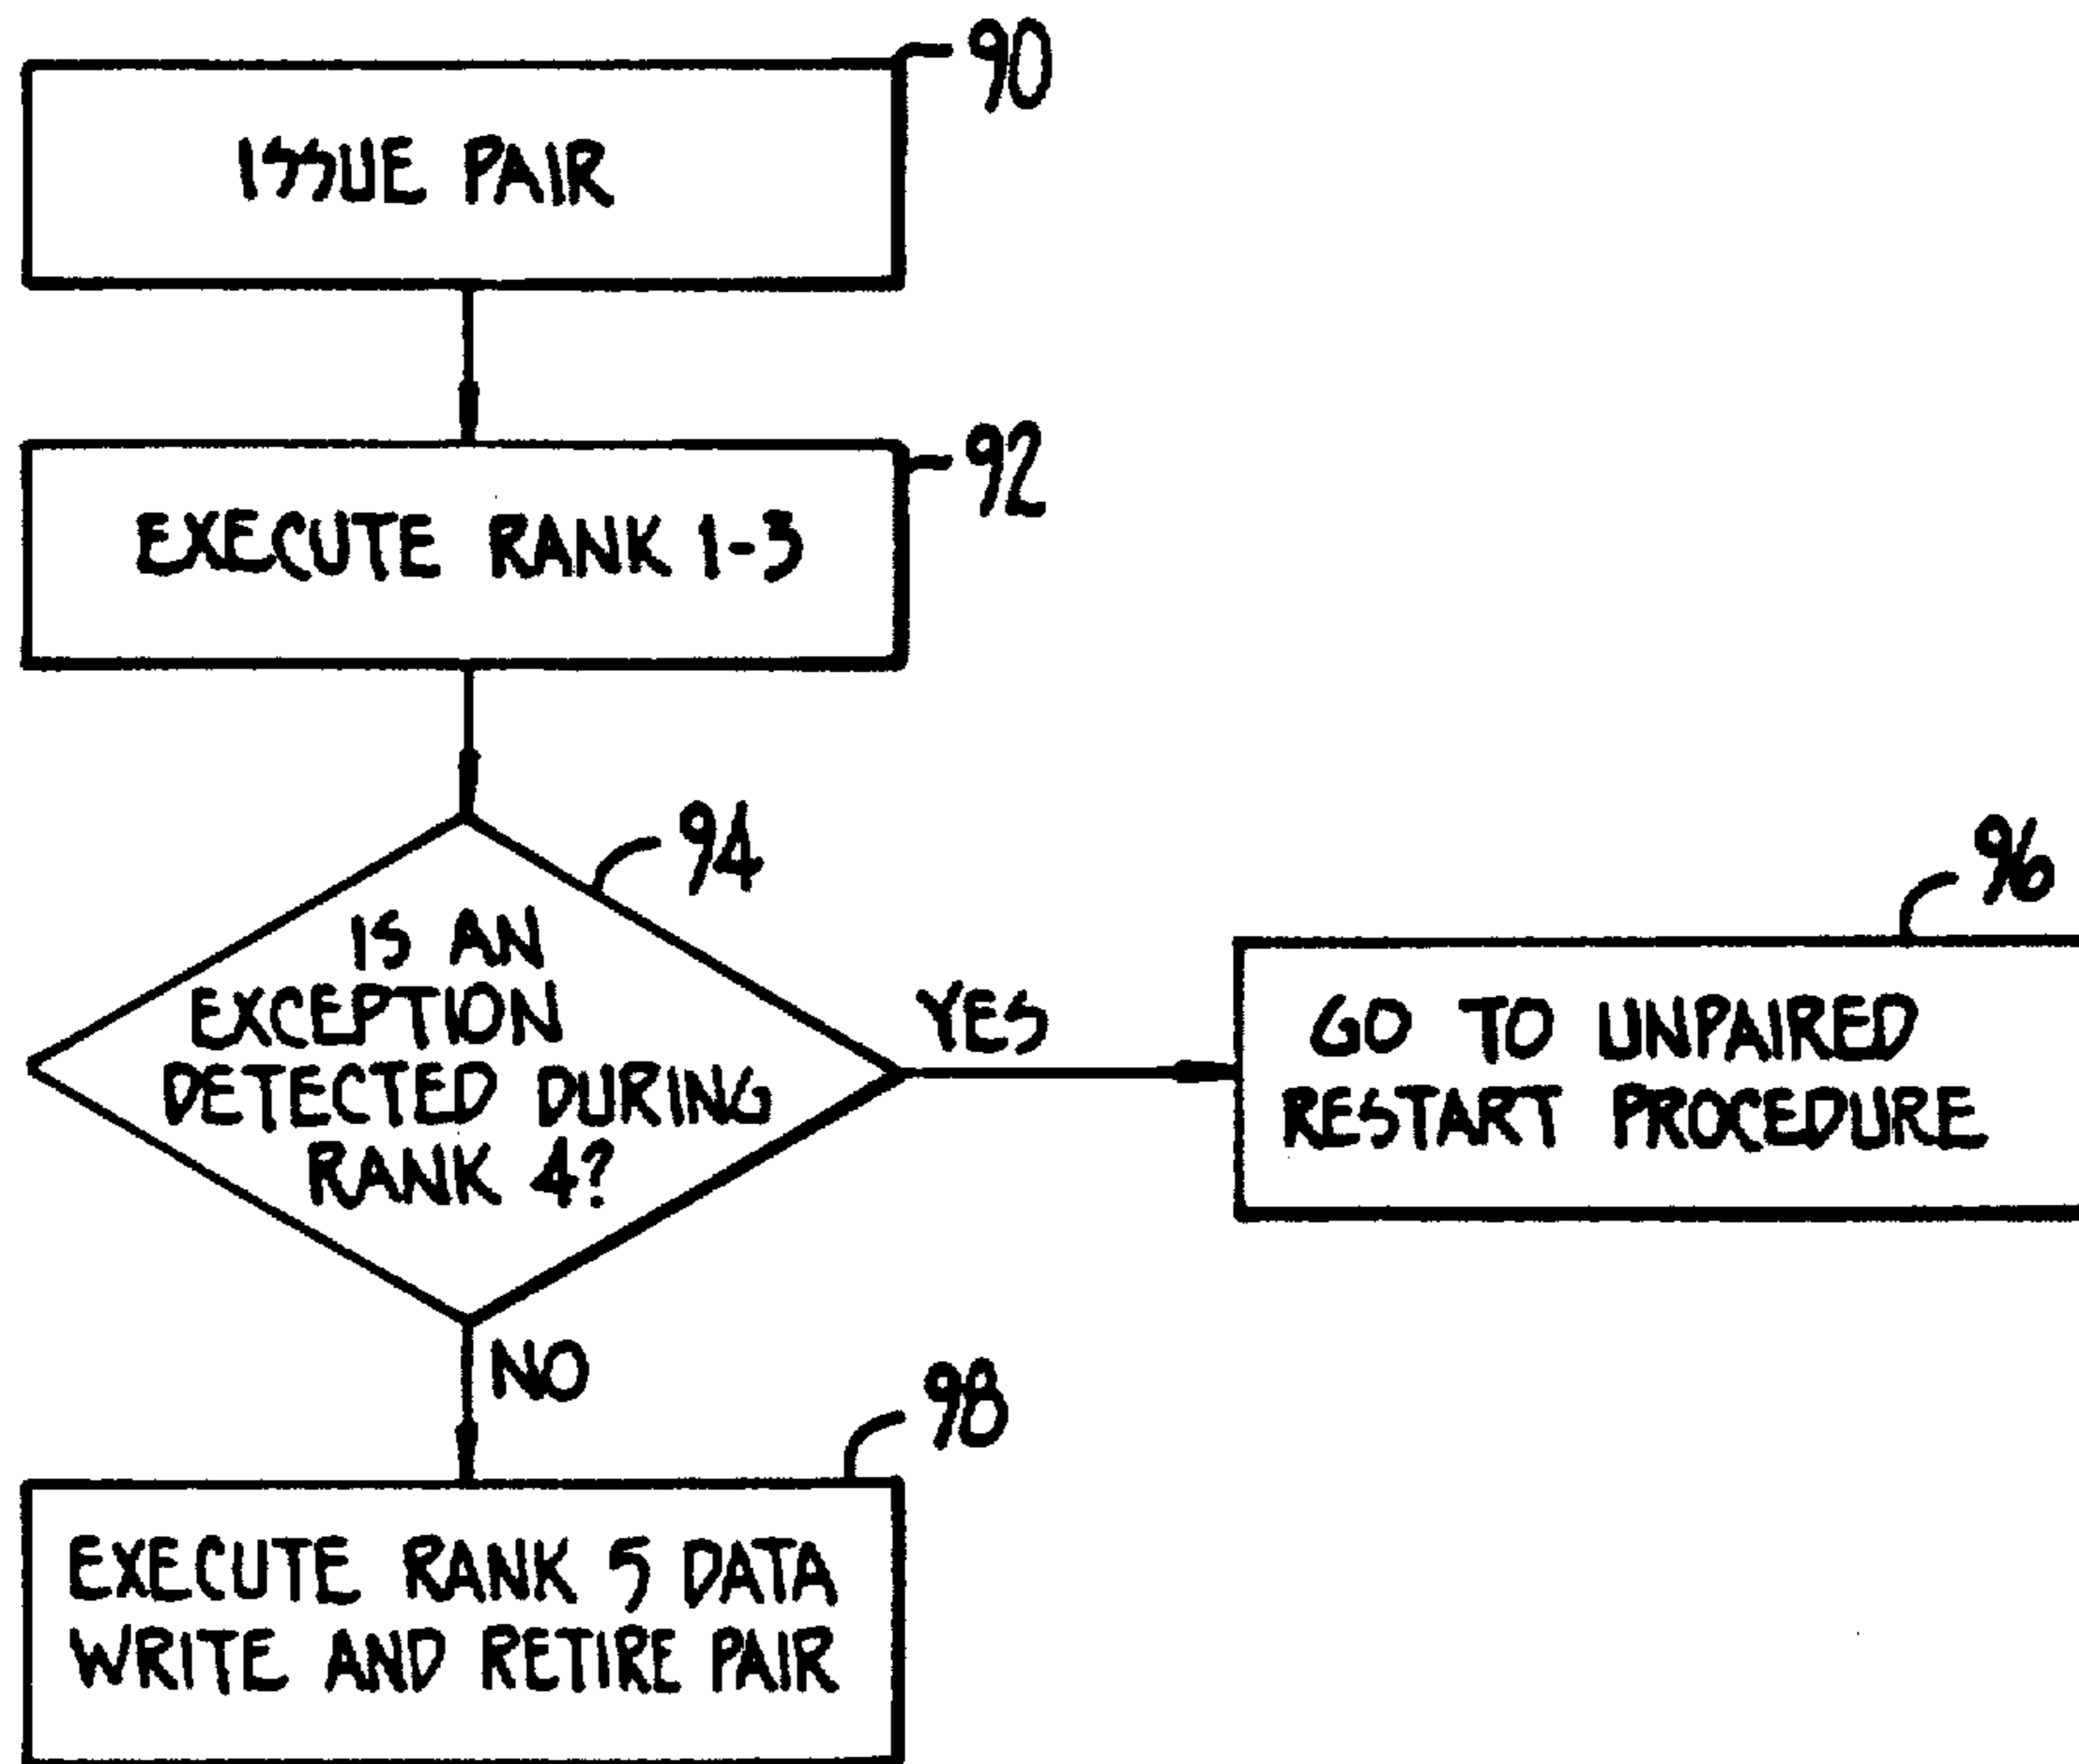 90
ISSUE PAIR
92
EXECUTE RANK 1-3
94
IS AN
EXCEPTION
DETECTED DURING
RANK 4?
YES
96
GO TO UNPAIRED
RESTART PROCEDURE
NO
98
EXECUTE RANK 5 DATA
WRITE AND RETIRE PAIR